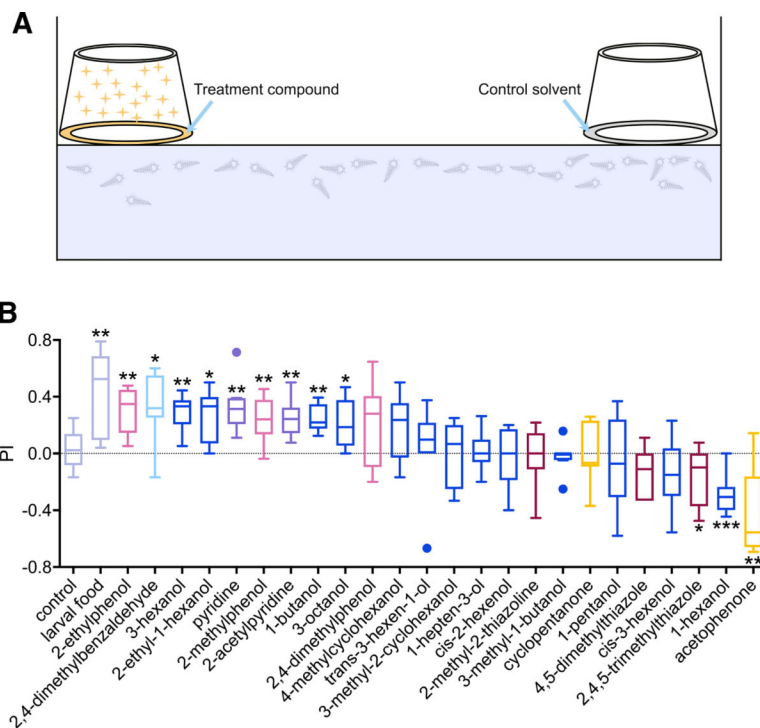 A
Treatment compound
Control solvent
B
PI
0.8
0.4
0.0
-0.4
-0.8
**
**
*
**
*
**
**
**
**
*
*
***
**
control
larval food
2-ethylphenol
2,4-dimethylbenzaldehyde
3-hexanol
2-ethyl-1-hexanol
pyridine
2-methylphenol
2-acetylpyridine
1-butanol
3-octanol
2,4-dimethylphenol
4-methylcyclohexanol
trans-3-hexen-1-ol
3-methyl-2-cyclohexanol
1-hepten-3-ol
cis-2-hexenol
2-methyl-2-thiazoline
3-methyl-1-butanol
cyclopentanone
1-pentanol
4,5-dimethylthiazole
cis-3-hexenol
2,4,5-trimethylthiazole
1-hexanol
acetophenone